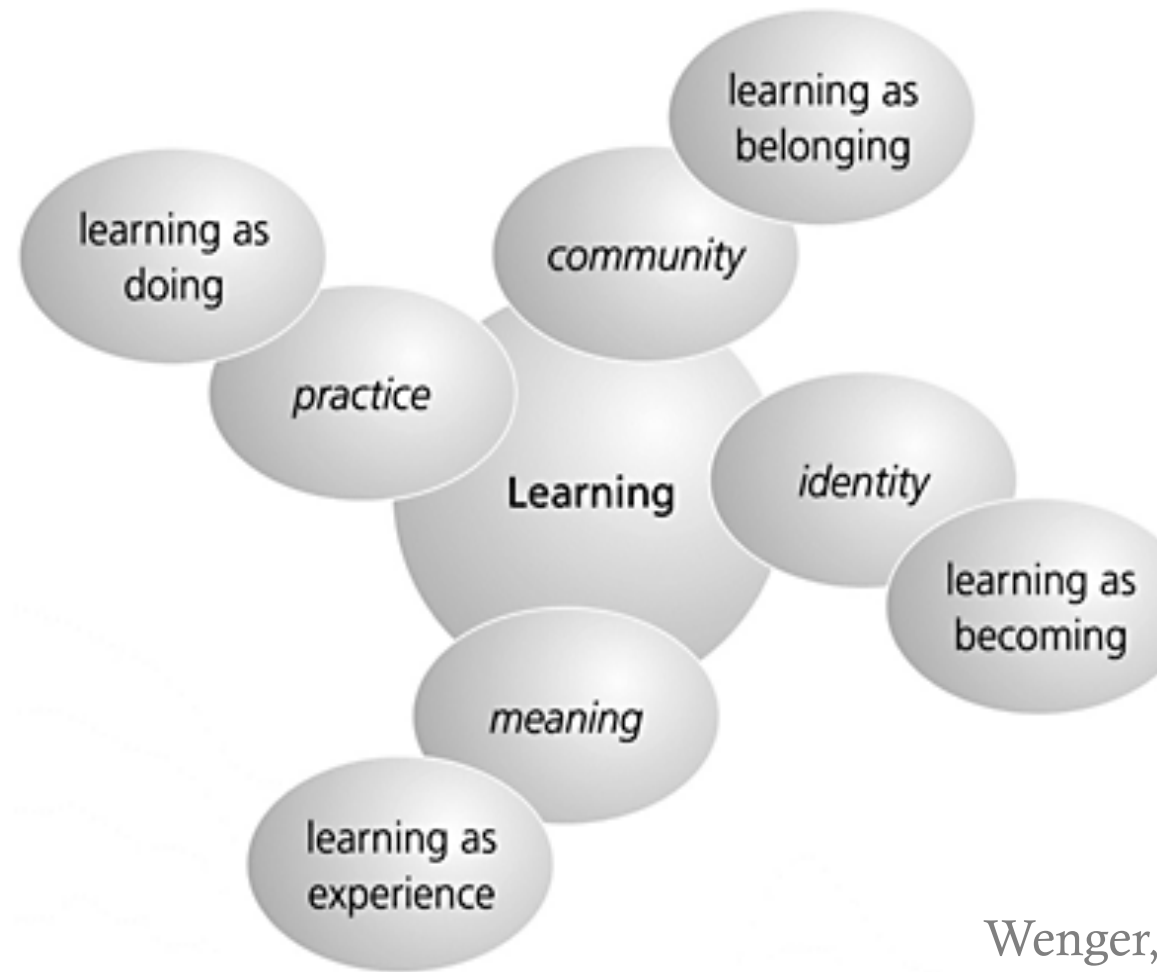 learning as
belonging
community
learning as
doing
practice
Learning
identity
learning as
becoming
meaning
learning as
experience
Wenger,